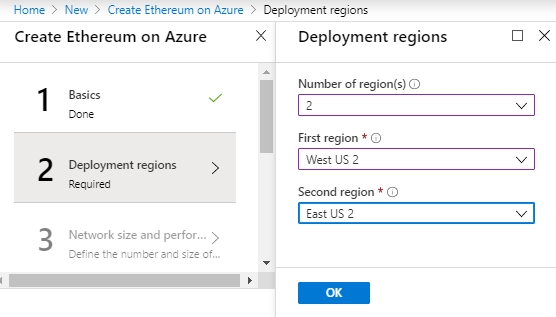 Home > New > Create Ethereum on Azure > Deployment regions
Create Ethereum on Azure
1 Basics
Done
2 Deployment regions
Required
3 Network size and perfor...
Define the number and size of...
Deployment regions
Number of region(s)
2
First region *
West US 2
Second region *
East US 2
OK